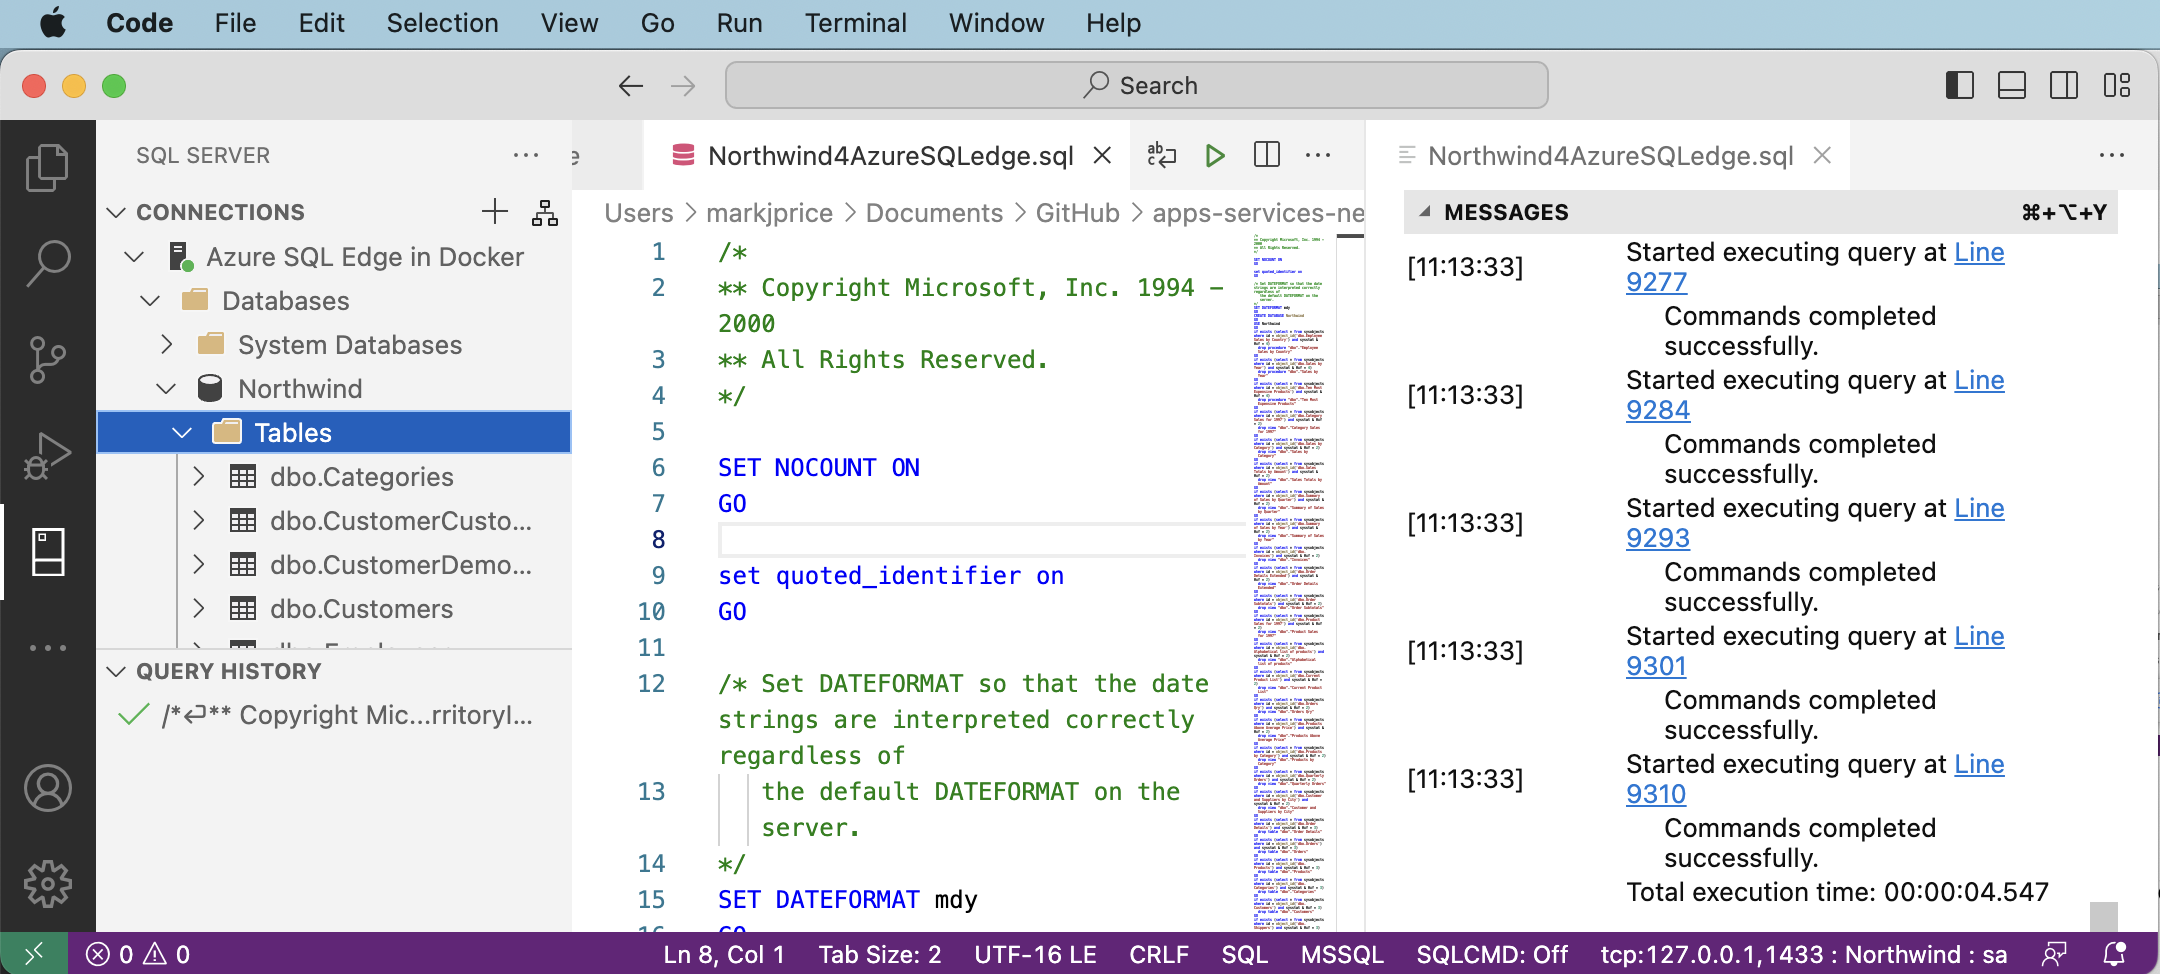 Code File Edit Selection View Go Run Terminal Window Help
Search
SQL SERVER
CONNECTIONS
Azure SQL Edge in Docker
Databases
System Databases
Northwind
Tables
dbo.Categories
dbo.CustomerCusto...
dbo.CustomerDemo...
dbo.Customers
QUERY HISTORY
/*↵** Copyright Mic...rritoryI...
Northwind4AzureSQLedge.sql
Users > markjprice > Documents > GitHub > apps-services-ne
1 /*
2 ** Copyright Microsoft, Inc. 1994 -
2000
3 ** All Rights Reserved.
4 */
5
6 SET NOCOUNT ON
7 GO
8
9 set quoted_identifier on
10 GO
11
12 /* Set DATEFORMAT so that the date
strings are interpreted correctly
regardless of
13 the default DATEFORMAT on the
server.
14 */
15 SET DATEFORMAT mdy
16 GO
Northwind4AzureSQLedge.sql
MESSAGES ⌘+⌥+Y
[11:13:33] Started executing query at Line
9277
Commands completed
successfully.
[11:13:33] Started executing query at Line
9284
Commands completed
successfully.
[11:13:33] Started executing query at Line
9293
Commands completed
successfully.
[11:13:33] Started executing query at Line
9301
Commands completed
successfully.
[11:13:33] Started executing query at Line
9310
Commands completed
successfully.
Total execution time: 00:00:04.547
0 0 Ln 8, Col 1 Tab Size: 2 UTF-16 LE CRLF SQL MSSQL SQLCMD: Off tcp:127.0.0.1,1433 : Northwind : sa